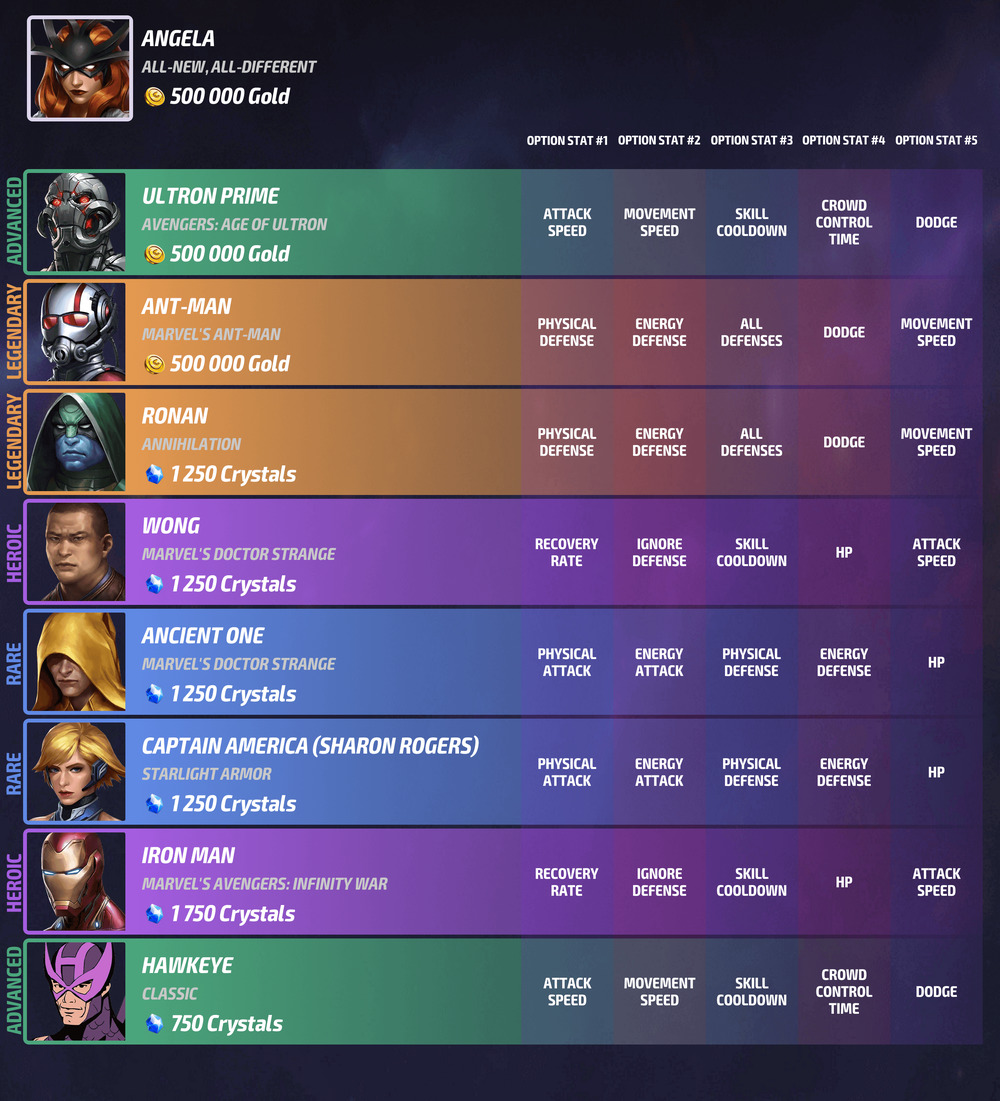 ANGELA
ALL-NEW, ALL-DIFFERENT
500 000 Gold
OPTION STAT #1 OPTION STAT #2 OPTION STAT #3 OPTION STAT #4 OPTION STAT #5
ADVANCED
ULTRON PRIME
AVENGERS: AGE OF ULTRON
500 000 Gold
ATTACK
SPEED
MOVEMENT
SPEED
SKILL
COOLDOWN
CROWD
CONTROL
TIME
DODGE
LEGENDARY
ANT-MAN
MARVEL'S ANT-MAN
500 000 Gold
PHYSICAL
DEFENSE
ENERGY
DEFENSE
ALL
DEFENSES
DODGE
MOVEMENT
SPEED
LEGENDARY
RONAN
ANNIHILATION
1 250 Crystals
PHYSICAL
DEFENSE
ENERGY
DEFENSE
ALL
DEFENSES
DODGE
MOVEMENT
SPEED
HEROIC
WONG
MARVEL'S DOCTOR STRANGE
1 250 Crystals
RECOVERY
RATE
IGNORE
DEFENSE
SKILL
COOLDOWN
HP
ATTACK
SPEED
RARE
ANCIENT ONE
MARVEL'S DOCTOR STRANGE
1 250 Crystals
PHYSICAL
ATTACK
ENERGY
ATTACK
PHYSICAL
DEFENSE
ENERGY
DEFENSE
HP
RARE
CAPTAIN AMERICA (SHARON ROGERS)
STARLIGHT ARMOR
1 250 Crystals
PHYSICAL
ATTACK
ENERGY
ATTACK
PHYSICAL
DEFENSE
ENERGY
DEFENSE
HP
HEROIC
IRON MAN
MARVEL'S AVENGERS: INFINITY WAR
1 750 Crystals
RECOVERY
RATE
IGNORE
DEFENSE
SKILL
COOLDOWN
HP
ATTACK
SPEED
ADVANCED
HAWKEYE
CLASSIC
750 Crystals
ATTACK
SPEED
MOVEMENT
SPEED
SKILL
COOLDOWN
CROWD
CONTROL
TIME
DODGE